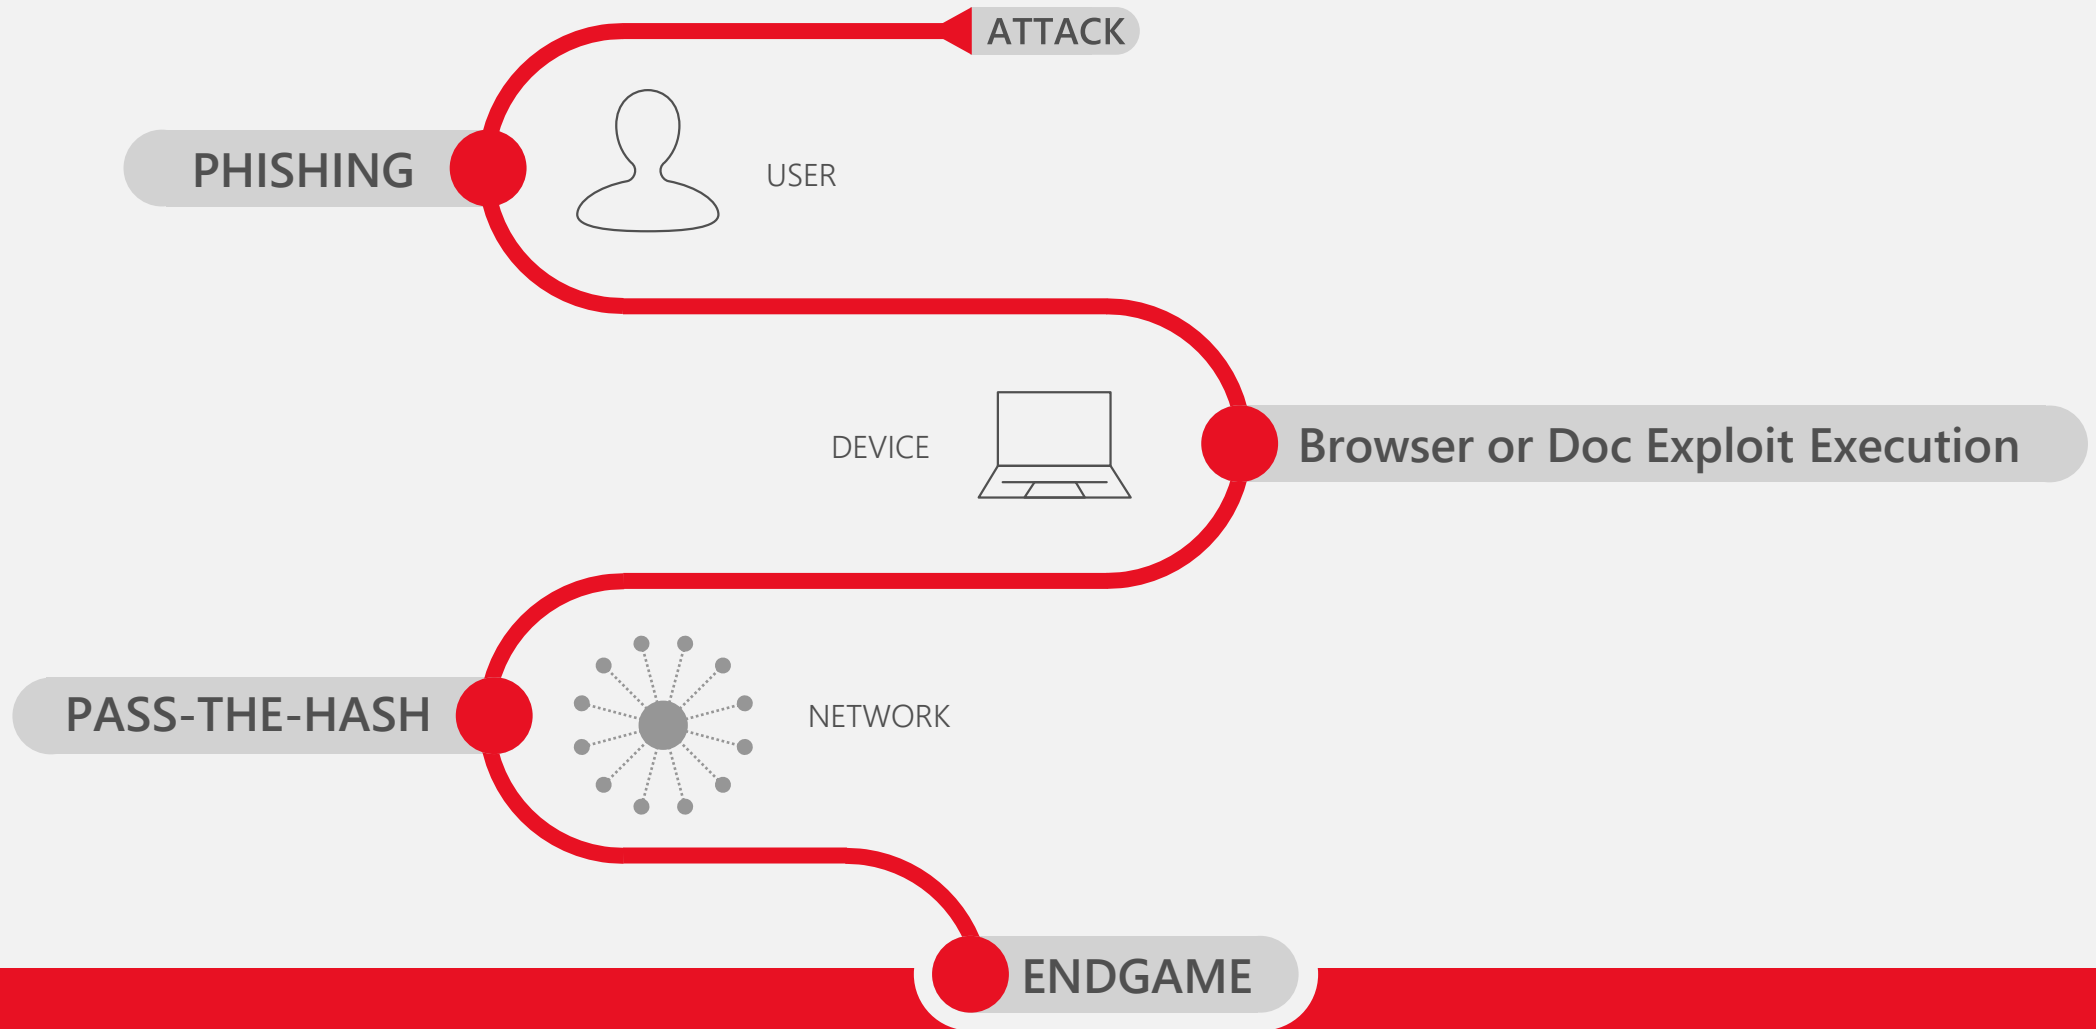 ATTACK
PHISHING
USER
DEVICE
Browser or Doc Exploit Execution
PASS-THE-HASH
NETWORK
ENDGAME